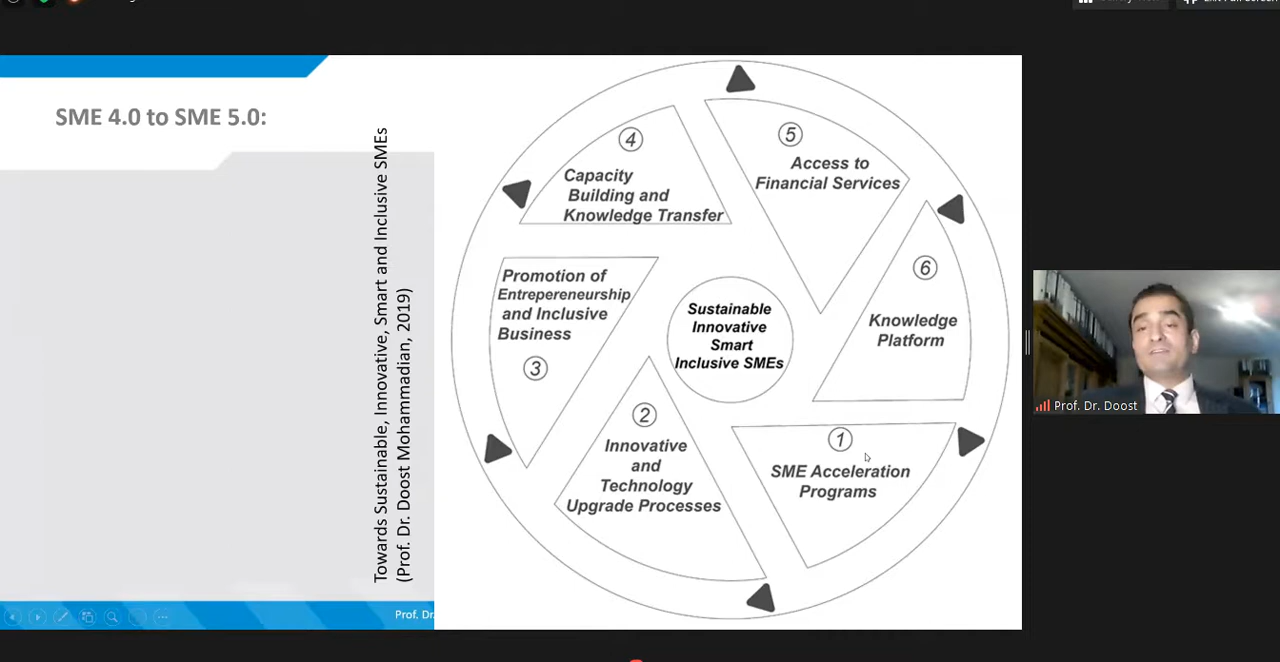 SME 4.0 to SME 5.0:
Towards Sustainable, Innovative, Smart and Inclusive SMEs
(Prof. Dr. Doost Mohammadian, 2019)
4
Capacity
Building and
Knowledge Transfer
5
Access to
Financial Services
6
Knowledge
Platform
Promotion of
Entrepereneurship
and Inclusive
Business
3
Sustainable
Innovative
Smart
Inclusive SMEs
2
Innovative
and
Technology
Upgrade Processes
1
SME Acceleration
Programs
Prof. Dr. Doost
Prof. Dr.